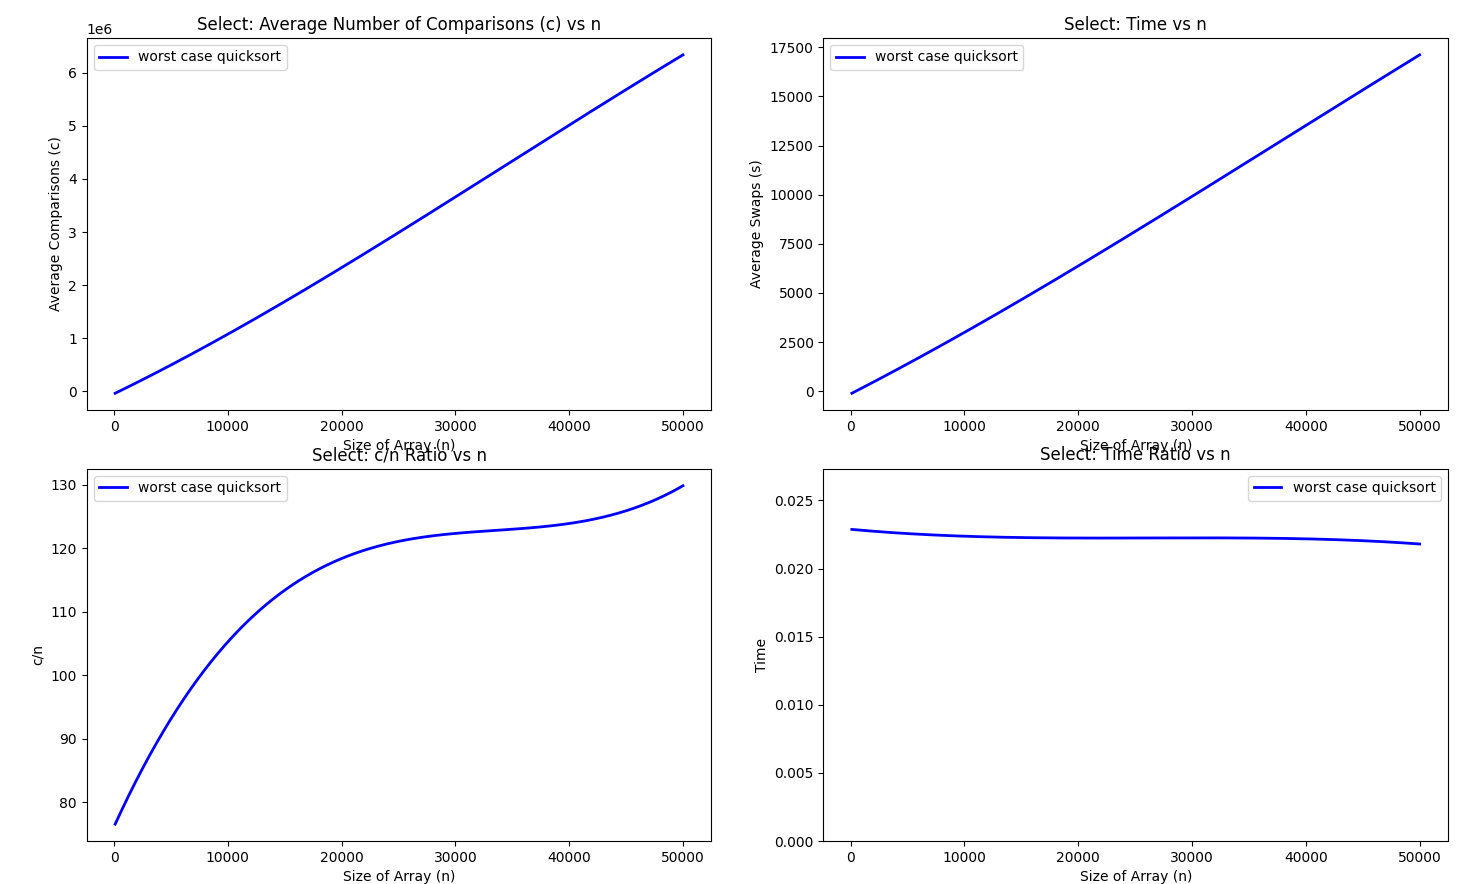 Select: Average Number of Comparisons (c) vs n
1e6
worst case quicksort
6
5
4
3
2
1
0
Average Comparisons (c)
0 10000 20000 30000 40000 50000
Size of Array (n)
Select: Time vs n
worst case quicksort
17500
15000
12500
10000
7500
5000
2500
0
Average Swaps (s)
0 10000 20000 30000 40000 50000
Size of Array (n)
Select: c/n Ratio vs n
worst case quicksort
130
120
110
100
90
80
c/n
0 10000 20000 30000 40000 50000
Size of Array (n)
Select: Time Ratio vs n
worst case quicksort
0.025
0.020
0.015
0.010
0.005
0.000
Time
0 10000 20000 30000 40000 50000
Size of Array (n)